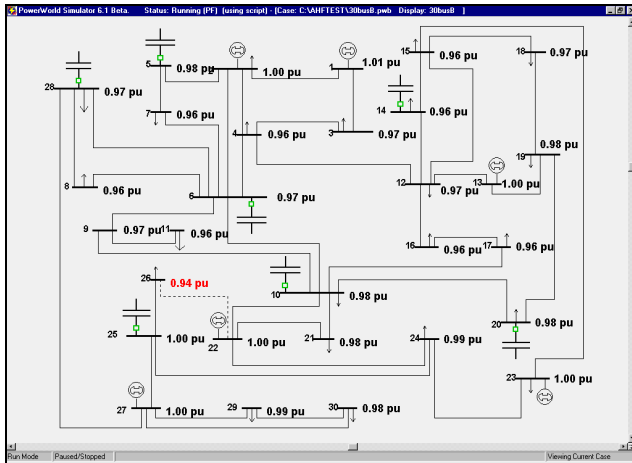 PowerWorld Simulator 6.1 Beta. Status: Running (PF) (using script) - [Case: C:\AHFTEST\30busB.pwb Display: 30busB ]
5 0.98 pu 2 1.00 pu 1 1.01 pu 15 0.96 pu 18 0.97 pu
28 0.97 pu
7 0.96 pu 14 0.96 pu
4 0.96 pu 3 0.97 pu
19 0.98 pu
8 0.96 pu 12 0.97 pu 13 1.00 pu
6 0.97 pu
9 0.97 pu 11 0.96 pu 16 0.96 pu 17 0.96 pu
26 0.94 pu
10 0.98 pu
25 1.00 pu 22 1.00 pu 21 0.98 pu 24 0.99 pu 20 0.98 pu
23 1.00 pu
27 1.00 pu 29 0.99 pu 30 0.98 pu
Run Mode Paused/Stopped Viewing Current Case